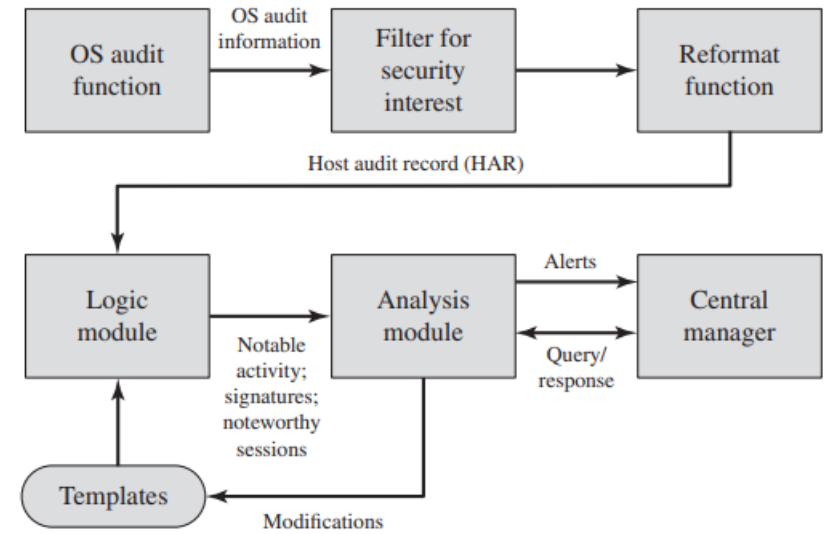 OS audit
function
OS audit
information
Filter for
security
interest
Reformat
function
Host audit record (HAR)
Logic
module
Notable
activity;
signatures;
noteworthy
sessions
Analysis
module
Alerts
Query/
response
Central
manager
Templates
Modifications